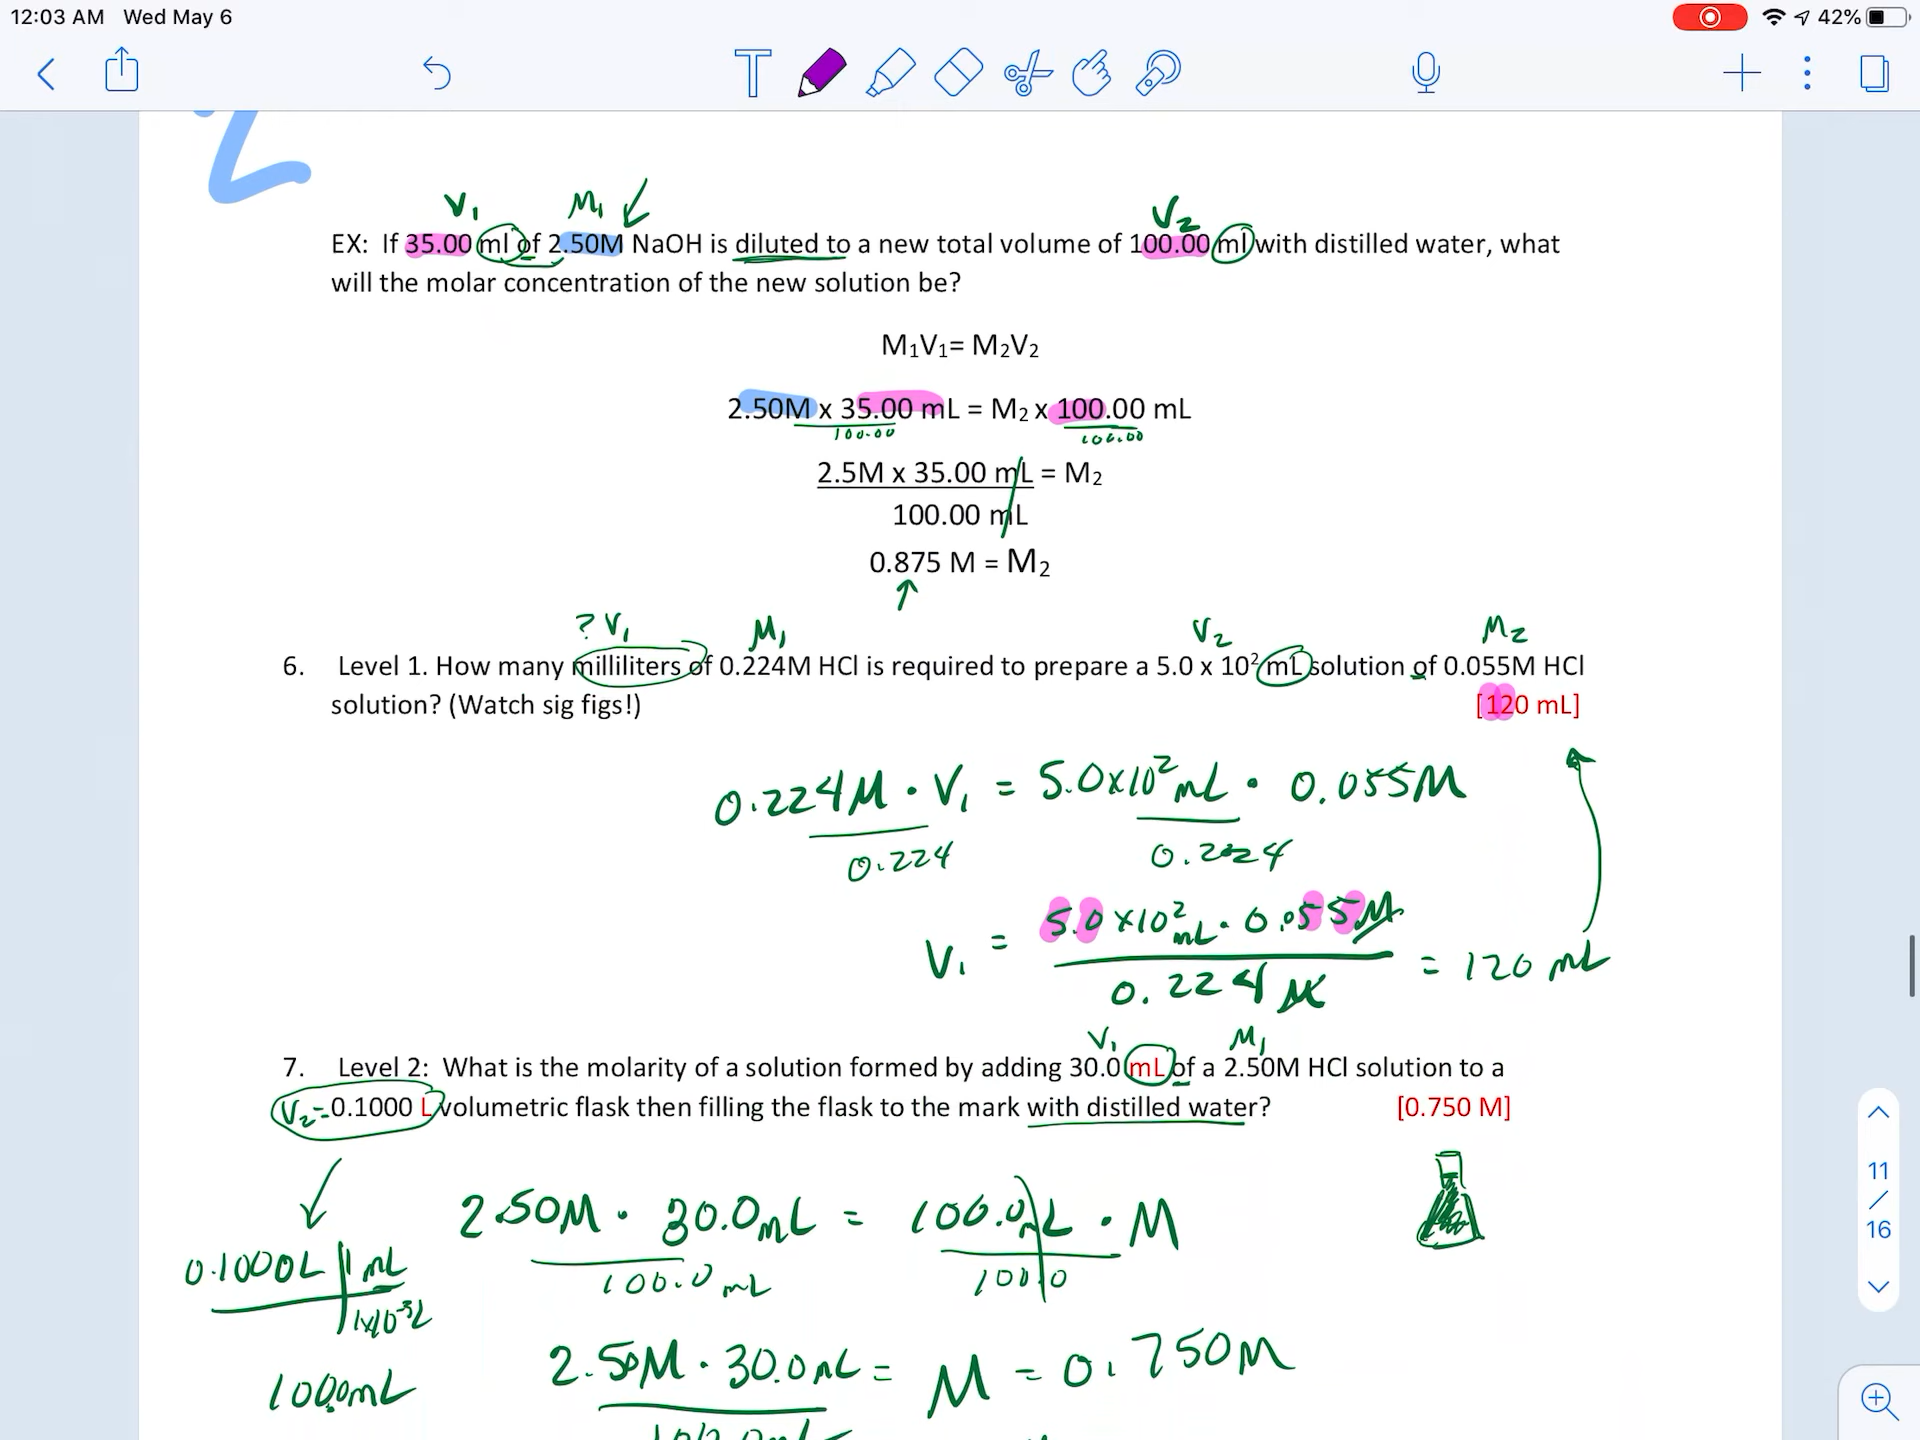 12:03 AM Wed May 6
42%
T
2
V₁ M₁ V₂
EX: If 35.00 ml of 2.50M NaOH is diluted to a new total volume of 100.00 ml with distilled water, what
will the molar concentration of the new solution be?
M₁V₁= M₂V₂
2.50M x 35.00 mL = M₂ x 100.00 mL
100.00 100.00
2.5M x 35.00 mL = M₂
100.00 mL
0.875 M = M₂
? V₁ M₁ V₂ M₂
6. Level 1. How many milliliters of 0.224M HCl is required to prepare a 5.0 x 10² mL solution of 0.055M HCl
solution? (Watch sig figs!) [120 mL]
0.224M · V₁ = 5.0x10² mL · 0.055M
0.224 0.224
V₁ = 5.0 x10² mL · 0.055M = 120 mL
0.224 M
V₁ M₁
7. Level 2: What is the molarity of a solution formed by adding 30.0 mL of a 2.50M HCl solution to a
V₂= 0.1000 L volumetric flask then filling the flask to the mark with distilled water? [0.750 M]
2.50M · 30.0mL = 100.0mL · M
100.0 mL 100.0
0.1000L | 1 mL
1x10⁻³L
100.0mL
2.50M · 30.0mL = M = 0.750M
11
/
16